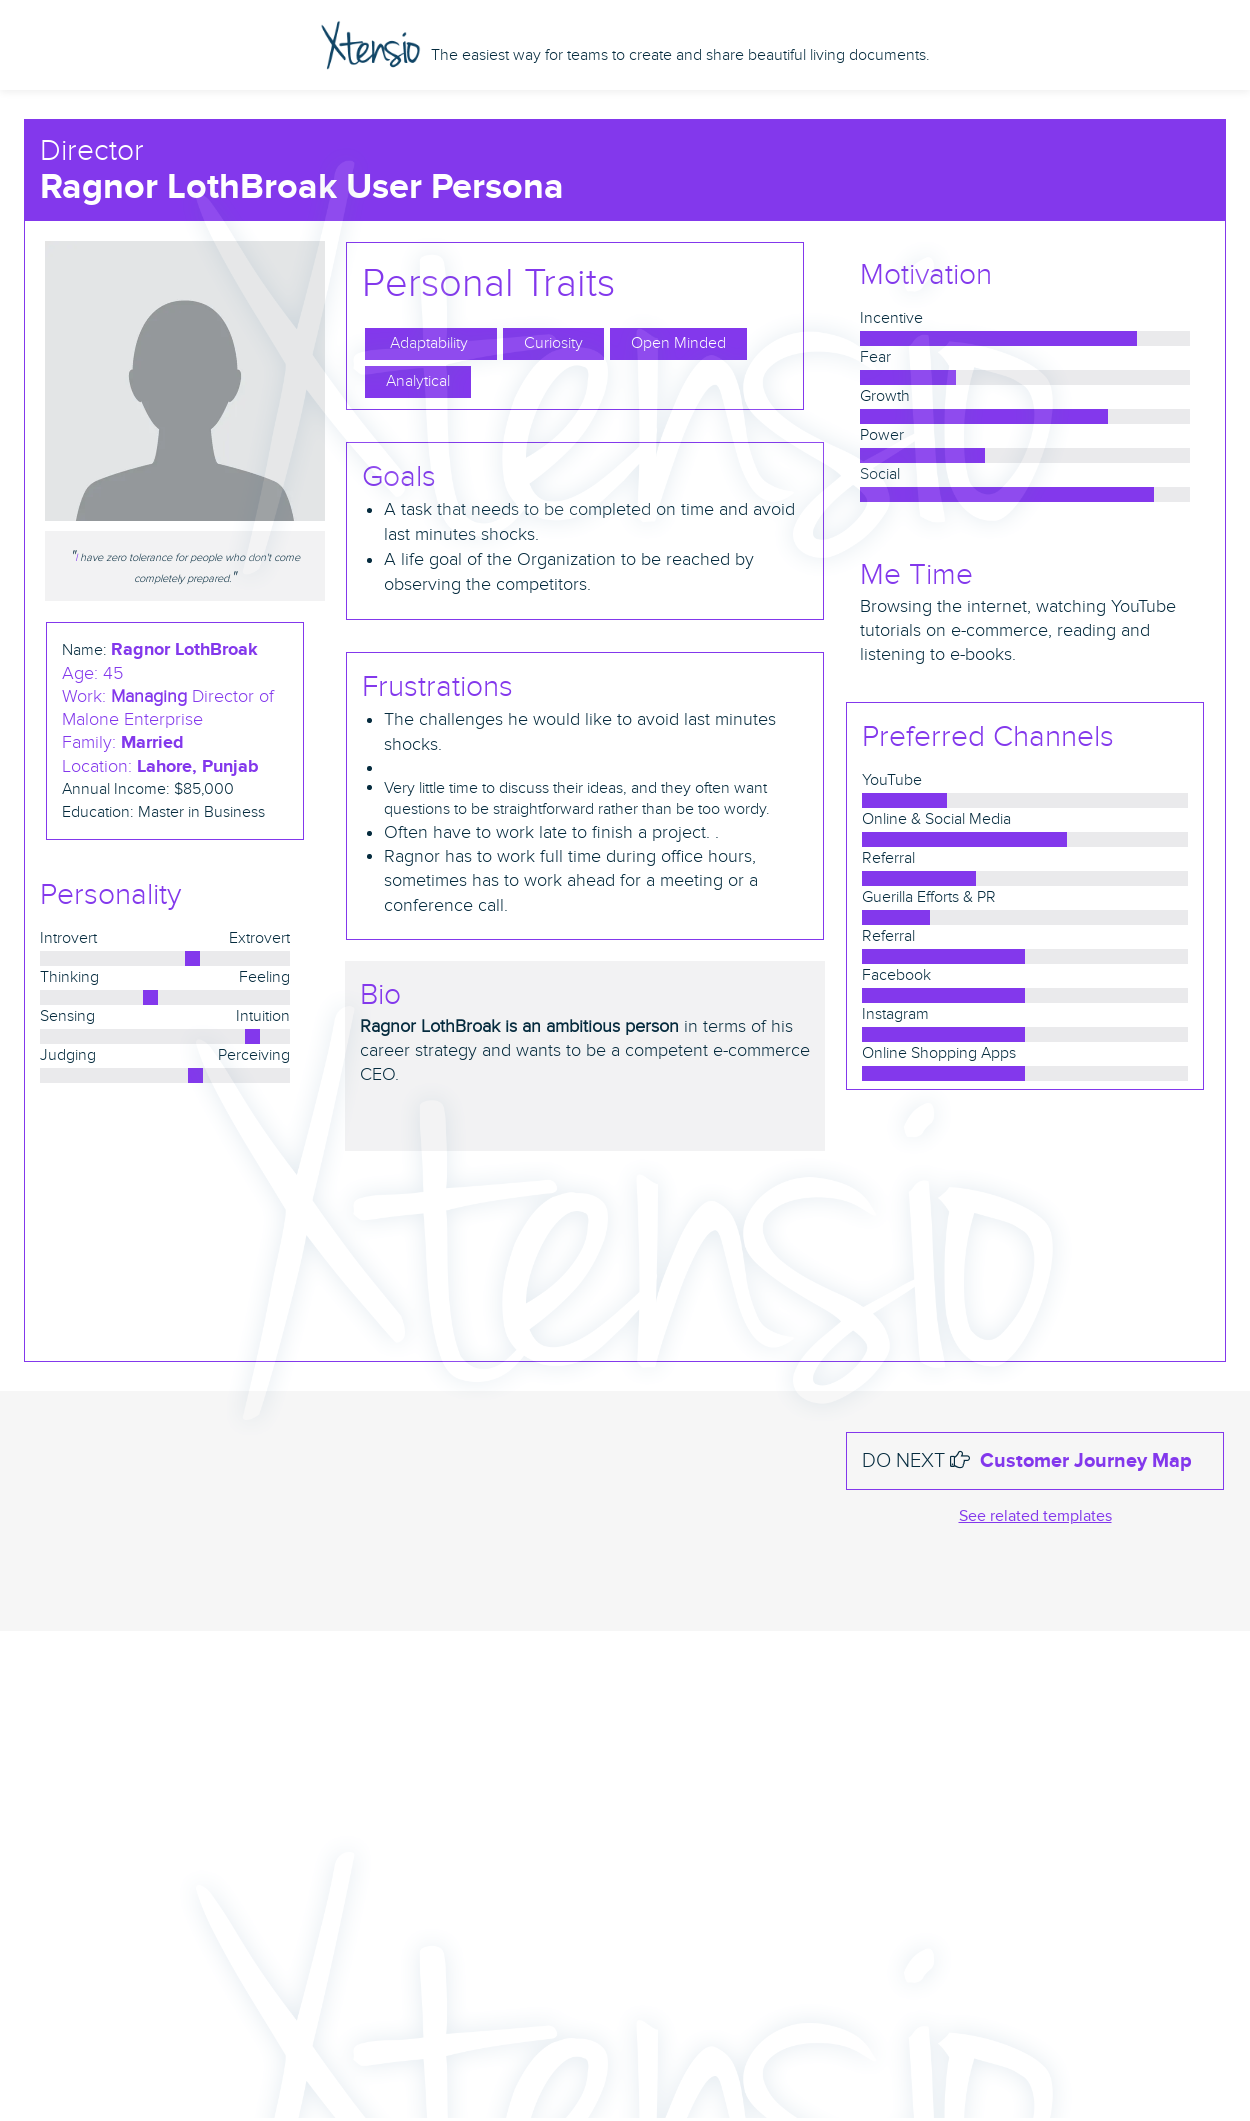 Xtensio The easiest way for teams to create and share beautiful living documents.
Director
Ragnor LothBroak User Persona
"I have zero tolerance for people who don't come
completely prepared."
Name: Ragnor LothBroak
Age: 45
Work: Managing Director of
Malone Enterprise
Family: Married
Location: Lahore, Punjab
Annual Income: $85,000
Education: Master in Business
Personality
Introvert Extrovert
Thinking Feeling
Sensing Intuition
Judging Perceiving
Personal Traits
Adaptability Curiosity Open Minded
Analytical
Goals
• A task that needs to be completed on time and avoid
last minutes shocks.
• A life goal of the Organization to be reached by
observing the competitors.
Frustrations
• The challenges he would like to avoid last minutes
shocks.
•
• Very little time to discuss their ideas, and they often want
questions to be straightforward rather than be too wordy.
• Often have to work late to finish a project. .
• Ragnor has to work full time during office hours,
sometimes has to work ahead for a meeting or a
conference call.
Bio
Ragnor LothBroak is an ambitious person in terms of his
career strategy and wants to be a competent e-commerce
CEO.
Motivation
Incentive
Fear
Growth
Power
Social
Me Time
Browsing the internet, watching YouTube
tutorials on e-commerce, reading and
listening to e-books.
Preferred Channels
YouTube
Online & Social Media
Referral
Guerilla Efforts & PR
Referral
Facebook
Instagram
Online Shopping Apps
DO NEXT Customer Journey Map
See related templates
Xtensio
Xtensio
Xtensio